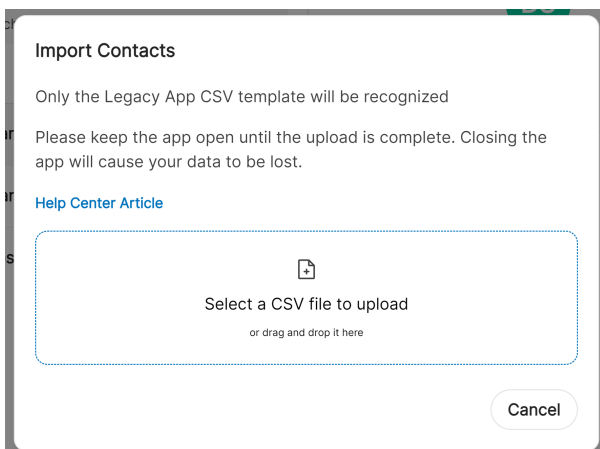 Import Contacts
Only the Legacy App CSV template will be recognized
Please keep the app open until the upload is complete. Closing the
app will cause your data to be lost.
Help Center Article
Select a CSV file to upload
or drag and drop it here
Cancel